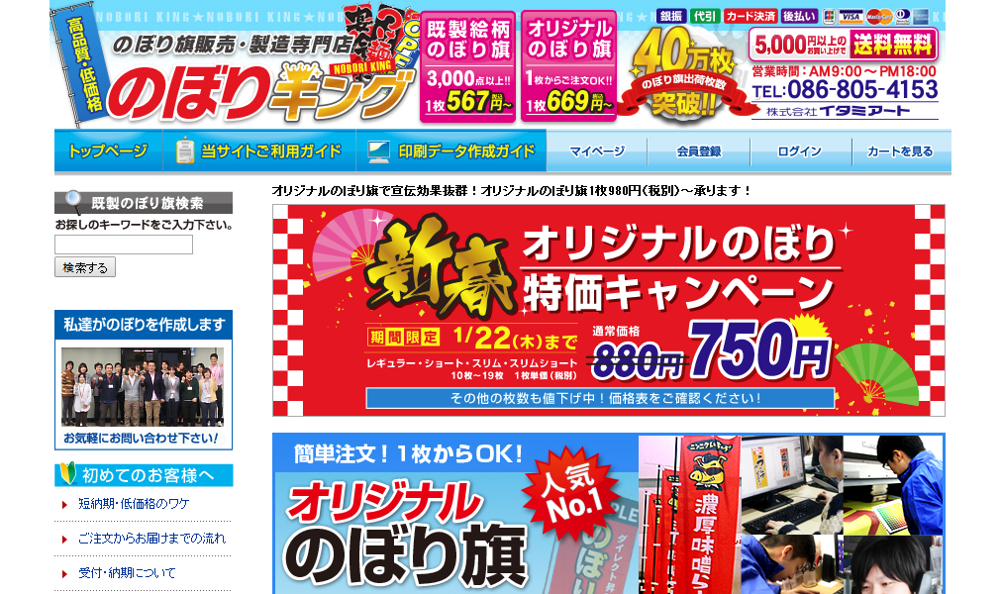 高品質・低価格
のぼり旗販売・製造専門店
のぼりキング
NOBORI KING
OPEN
既製絵柄
のぼり旗
3,000点以上!!
1枚567円〜
オリジナル
のぼり旗
1枚からご注文OK!!
1枚669円〜
40万枚
のぼり旗出荷枚数
突破!!
銀振 代引 カード決済 後払い JCB VISA MasterCard
5,000円以上の
お買い上げで
送料無料
営業時間：AM9:00〜PM18:00
TEL:086-805-4153
株式会社イタミアート
トップページ
当サイトご利用ガイド
印刷データ作成ガイド
マイページ
会員登録
ログイン
カートを見る
既製のぼり旗検索
お探しのキーワードをご入力下さい。
検索する
私達がのぼりを作成します
お気軽にお問い合わせ下さい!
初めてのお客様へ
短納期・低価格のワケ
ご注文からお届けまでの流れ
受付・納期について
オリジナルのぼり旗で宣伝効果抜群！オリジナルのぼり旗1枚980円(税別)〜承ります！
新春
オリジナルのぼり
特価キャンペーン
期間限定 1/22(木)まで
レギュラー・ショート・スリム・スリムショート
10枚〜19枚 1枚単価(税別)
通常価格
880円
750円
その他の枚数も値下げ中！価格表をご確認ください！
簡単注文！1枚からOK!
オリジナル
のぼり旗
人気
No.1
濃厚味噌ら